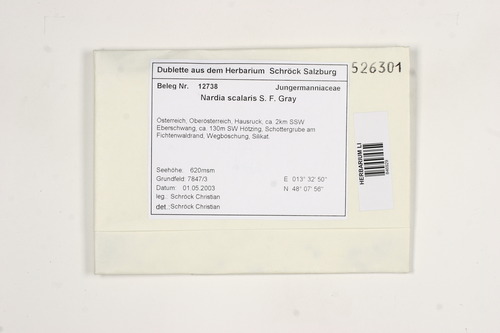 Dublette aus dem Herbarium Schröck Salzburg
526301
Beleg Nr. 12738 Jungermanniaceae
Nardia scalaris S. F. Gray
Österreich, Oberösterreich, Hausruck, ca. 2km SSW
Eberschwang, ca. 130m SW Hötzing, Schottergrube am
Fichtenwaldrand, Wegböschung, Silikat.
Seehöhe: 620msm
Grundfeld: 7847/3 E 013° 32' 50"
Datum: 01.05.2003 N 48° 07' 56"
leg.: Schröck Christian
det.: Schröck Christian
HERBARIUM LI